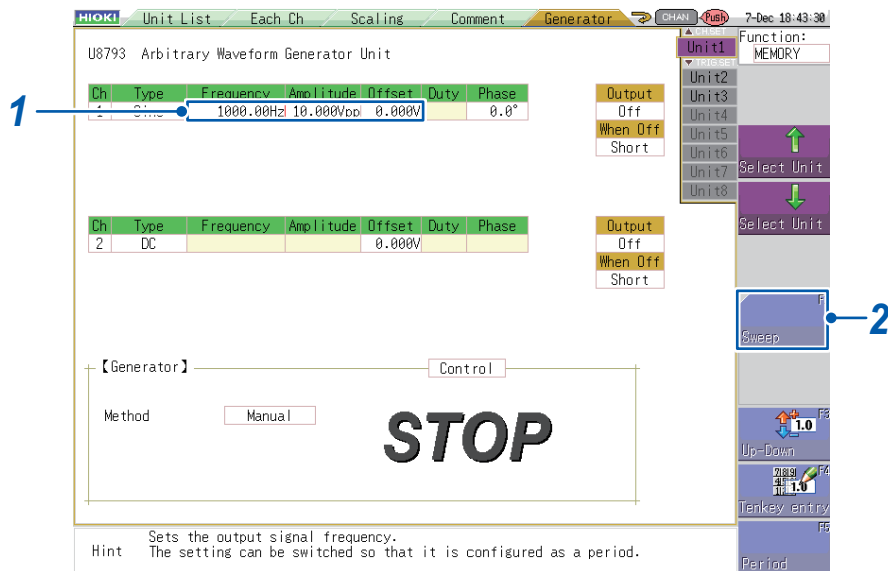 HIOKI Unit List Each Ch Scaling Comment Generator CHAN Push 7-Dec 18:43:30
U8793 Arbitrary Waveform Generator Unit
▲ CH.SET
Unit1
▼ TRIG.SET
Unit2
Unit3
Unit4
Unit5
Unit6
Unit7
Unit8
Function:
MEMORY
1
Ch Type Frequency Amplitude Offset Duty Phase
1 Sine 1000.00Hz 10.000Vpp 0.000V 0.0°
Output
Off
When Off
Short
Select Unit
Select Unit
Ch Type Frequency Amplitude Offset Duty Phase
2 DC 0.000V
Output
Off
When Off
Short
Sweep
2
【Generator】 Control
Method Manual
STOP
1.0 F3
Up-Down
1.0 F4
Tenkey entry
F5
Period
Hint Sets the output signal frequency.
The setting can be switched so that it is configured as a period.